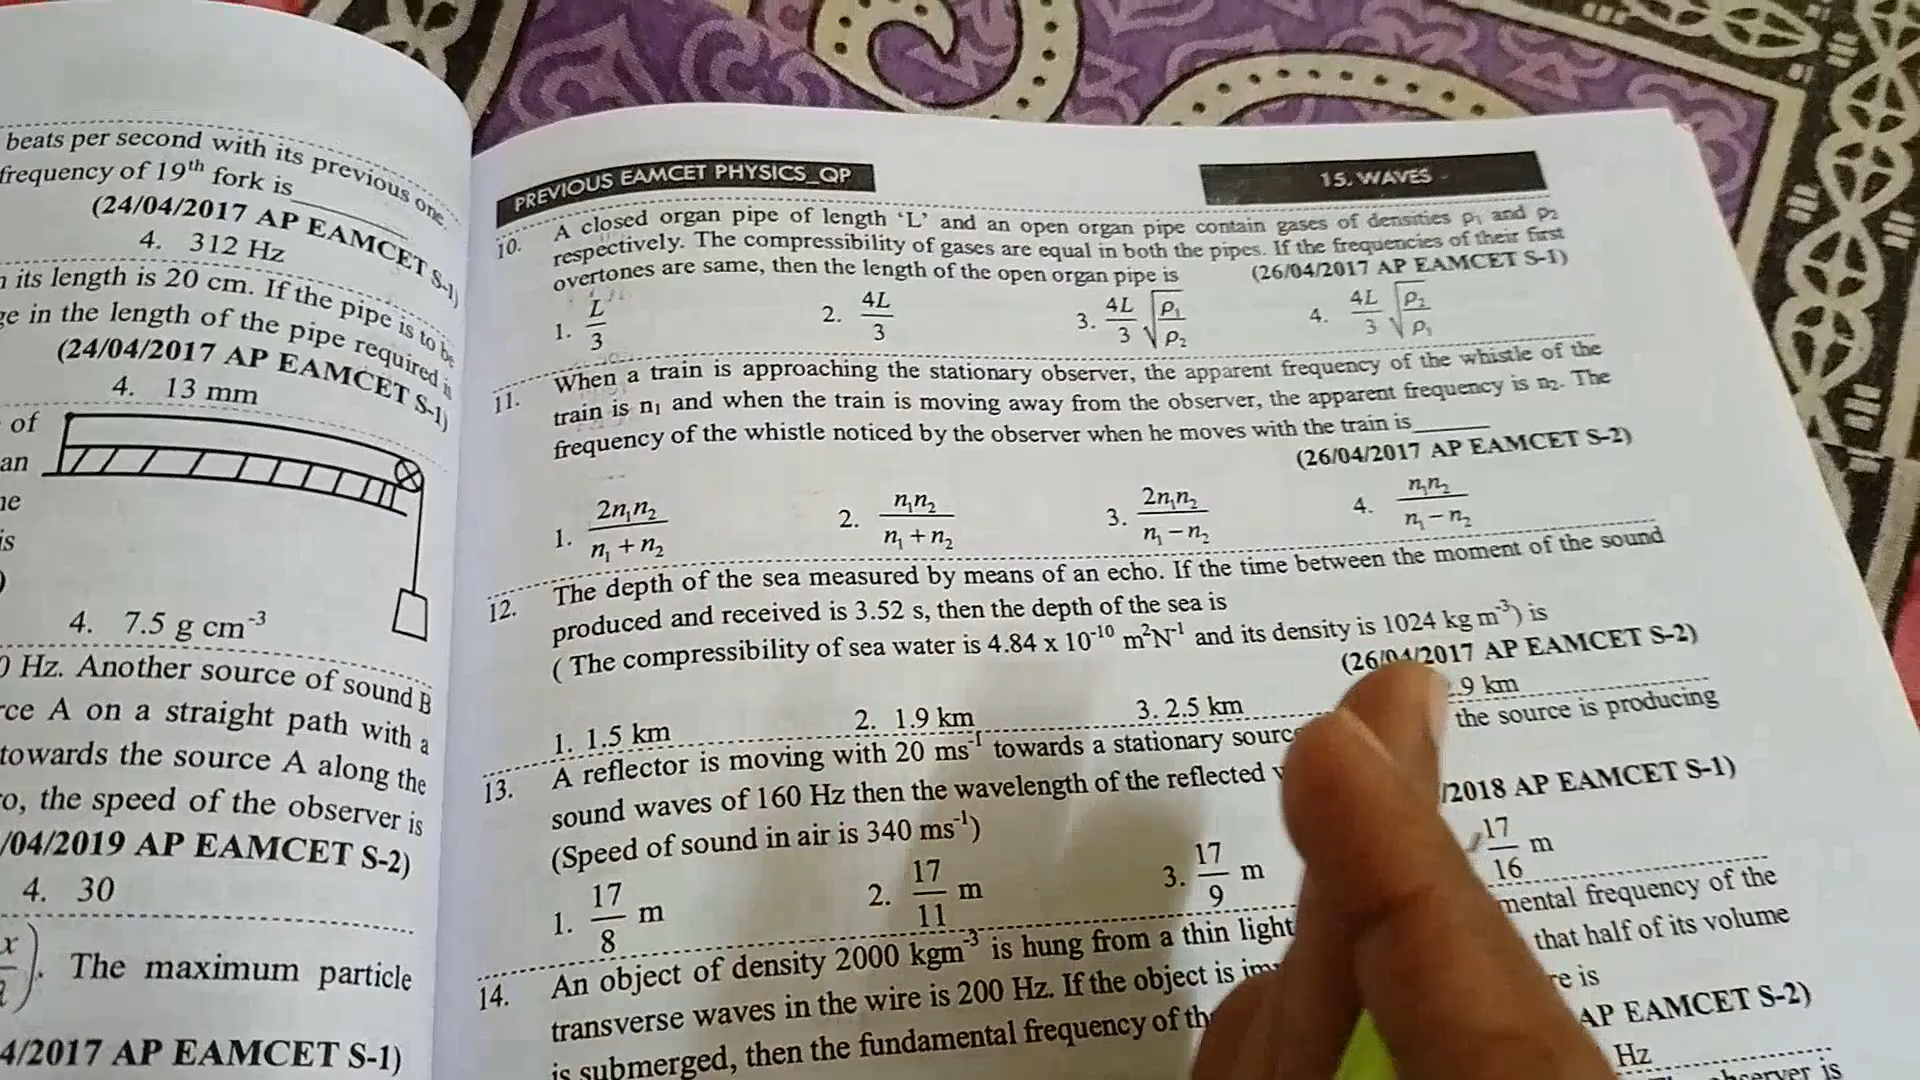 beats per second with its previous one.
frequency of 19th fork is
(24/04/2017 AP EAMCET S-1)
4. 312 Hz
its length is 20 cm. If the pipe is to be
in the length of the pipe required is
(24/04/2017 AP EAMCET S-1)
4. 13 mm
of
an
4. 7.5 g cm⁻³
Hz. Another source of sound B
A on a straight path with a
towards the source A along the
the speed of the observer is
/04/2019 AP EAMCET S-2)
4. 30
The maximum particle
4/2017 AP EAMCET S-1)
PREVIOUS EAMCET PHYSICS_QP
15. WAVES
10. A closed organ pipe of length ‘L’ and an open organ pipe contain gases of densities ρ₁ and ρ₂
respectively. The compressibility of gases are equal in both the pipes. If the frequencies of their first
overtones are same, then the length of the open organ pipe is (26/04/2017 AP EAMCET S-1)
1. L/3 2. 4L/3 3. 4L/3 √(ρ₁/ρ₂) 4. 4L/3 √(ρ₂/ρ₁)
11. When a train is approaching the stationary observer, the apparent frequency of the whistle of the
train is n₁ and when the train is moving away from the observer, the apparent frequency is n₂. The
frequency of the whistle noticed by the observer when he moves with the train is______
(26/04/2017 AP EAMCET S-2)
1. 2n₁n₂/(n₁ + n₂) 2. n₁n₂/(n₁ + n₂) 3. 2n₁n₂/(n₁ − n₂) 4. n₁n₂/(n₁ − n₂)
12. The depth of the sea measured by means of an echo. If the time between the moment of the sound
produced and received is 3.52 s, then the depth of the sea is
( The compressibility of sea water is 4.84 x 10⁻¹⁰ m²N⁻¹ and its density is 1024 kg m⁻³) is
(26/04/2017 AP EAMCET S-2)
1. 1.5 km 2. 1.9 km 3. 2.5 km .9 km
13. A reflector is moving with 20 ms⁻¹ towards a stationary the source is producing
sound waves of 160 Hz then the wavelength of the reflected
(Speed of sound in air is 340 ms⁻¹) /2018 AP EAMCET S-1)
1. 17/8 m 2. 17/11 m 3. 17/9 m 17/16 m
14. An object of density 2000 kgm⁻³ is hung from a thin light frequency of the
transverse waves in the wire is 200 Hz. If the object is that half of its volume
is submerged, then the fundamental frequency of is
AP EAMCET S-2)
Hz
observer is